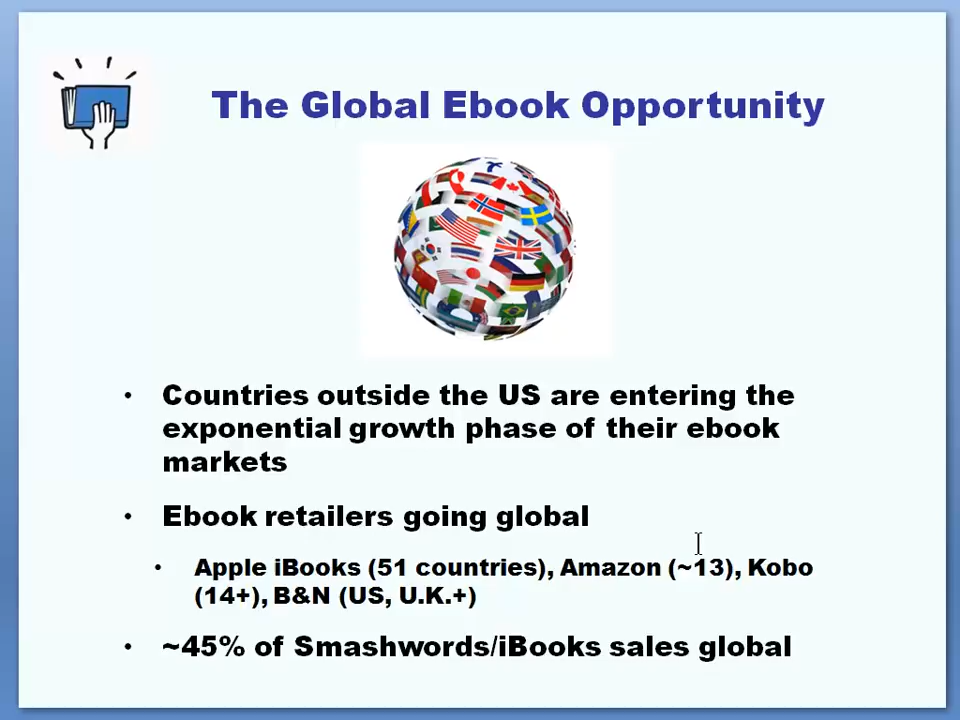 The Global Ebook Opportunity
• Countries outside the US are entering the
exponential growth phase of their ebook
markets
• Ebook retailers going global
• Apple iBooks (51 countries), Amazon (~13), Kobo
(14+), B&N (US, U.K.+)
• ~45% of Smashwords/iBooks sales global